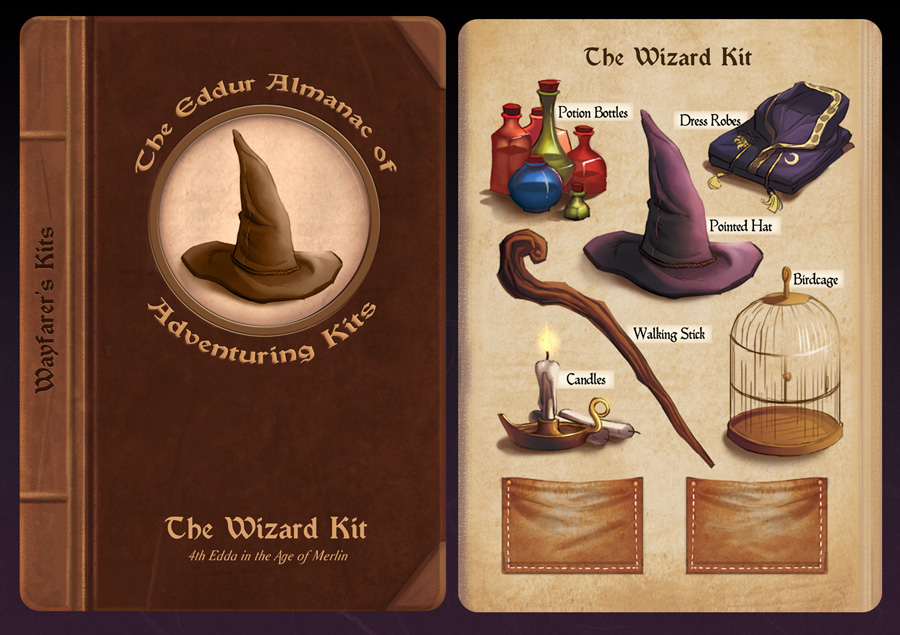 Wayfarer's Kits
The Eddur Almanac of
Adventuring Kits
The Wizard Kit
4th Edda in the Age of Merlin
The Wizard Kit
Potion Bottles
Dress Robes
Pointed Hat
Birdcage
Walking Stick
Candles